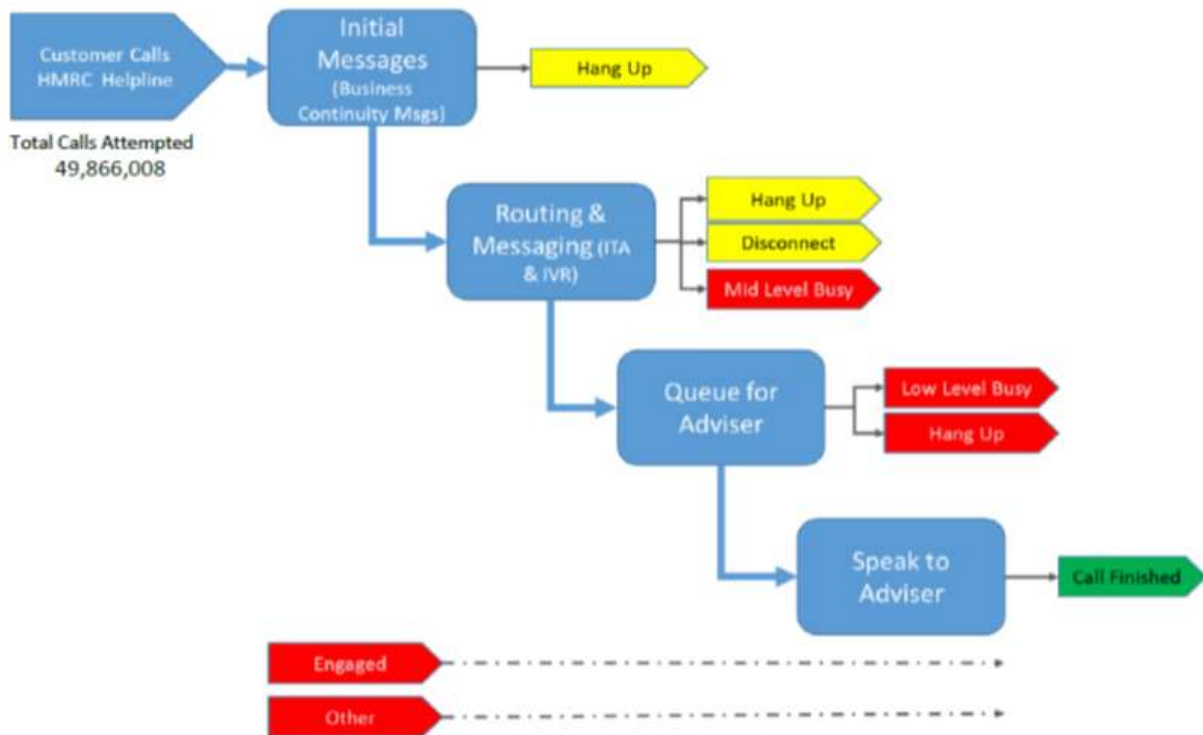 Customer Calls
HMRC Helpline
Total Calls Attempted
49,866,008
Initial
Messages
(Business
Continuity Msgs)
Hang Up
Routing &
Messaging (ITA
& IVR)
Hang Up
Disconnect
Mid Level Busy
Queue for
Adviser
Low Level Busy
Hang Up
Speak to
Adviser
Call Finished
Engaged
Other